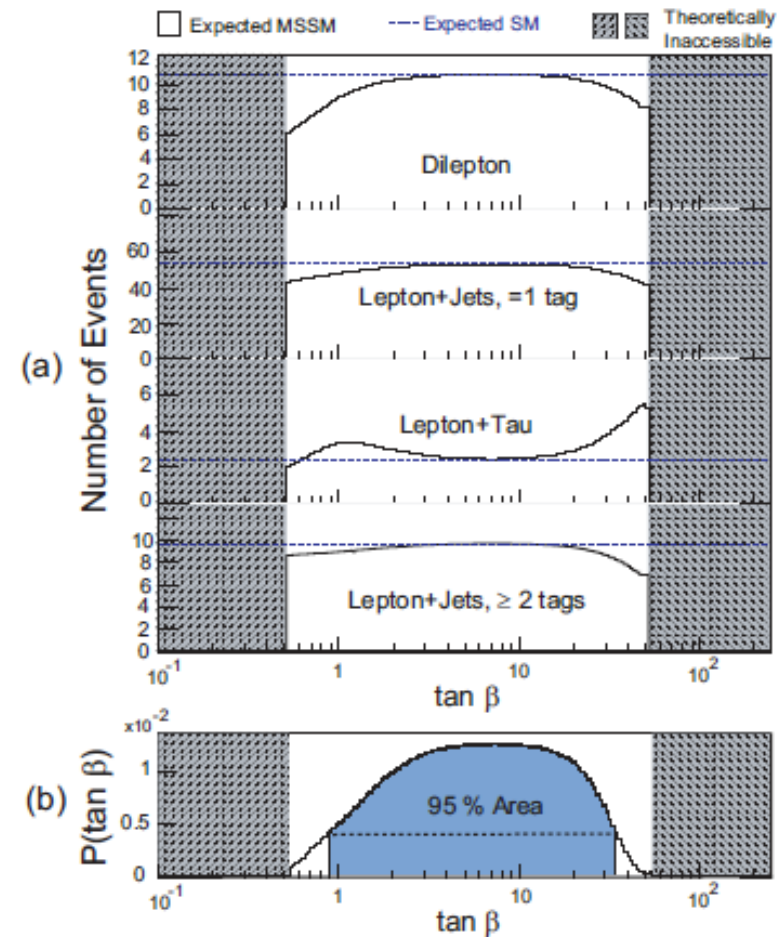 Expected MSSM
Expected SM
Theoretically
Inaccessible
(a)
Number of Events
12
10
8
6
4
2
0
Dilepton
60
40
20
0
Lepton+Jets, =1 tag
6
4
2
0
Lepton+Tau
10
8
6
4
2
0
Lepton+Jets, ≥ 2 tags
10⁻¹ 1 10 10²
tan β
(b)
P(tan β)
x10⁻²
1
0.5
0
95 % Area
10⁻¹ 1 10 10²
tan β